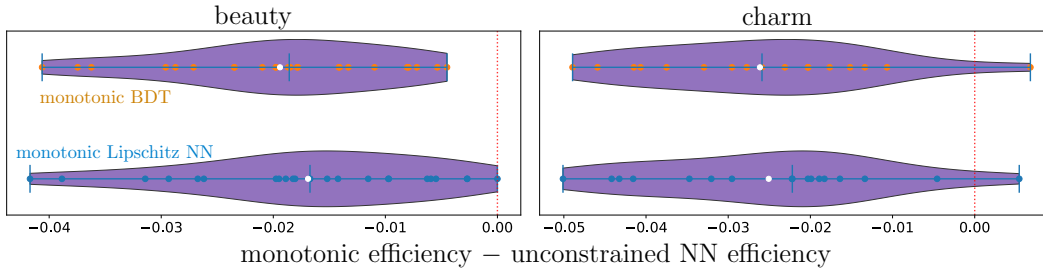 beauty
charm
monotonic BDT
monotonic Lipschitz NN
−0.04 −0.03 −0.02 −0.01 0.00
−0.05 −0.04 −0.03 −0.02 −0.01 0.00
monotonic efficiency − unconstrained NN efficiency